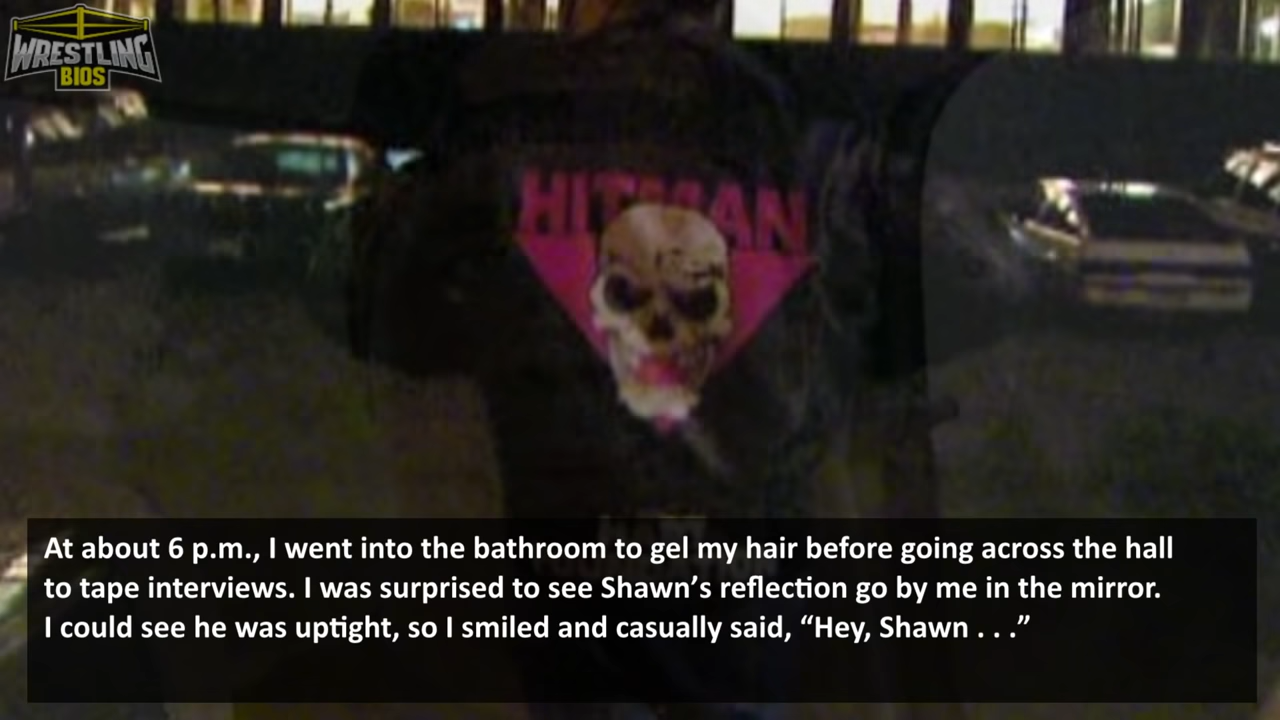 WRESTLING
BIOS
HITMAN
At about 6 p.m., I went into the bathroom to gel my hair before going across the hall
to tape interviews. I was surprised to see Shawn’s reflection go by me in the mirror.
I could see he was uptight, so I smiled and casually said, “Hey, Shawn . . .”